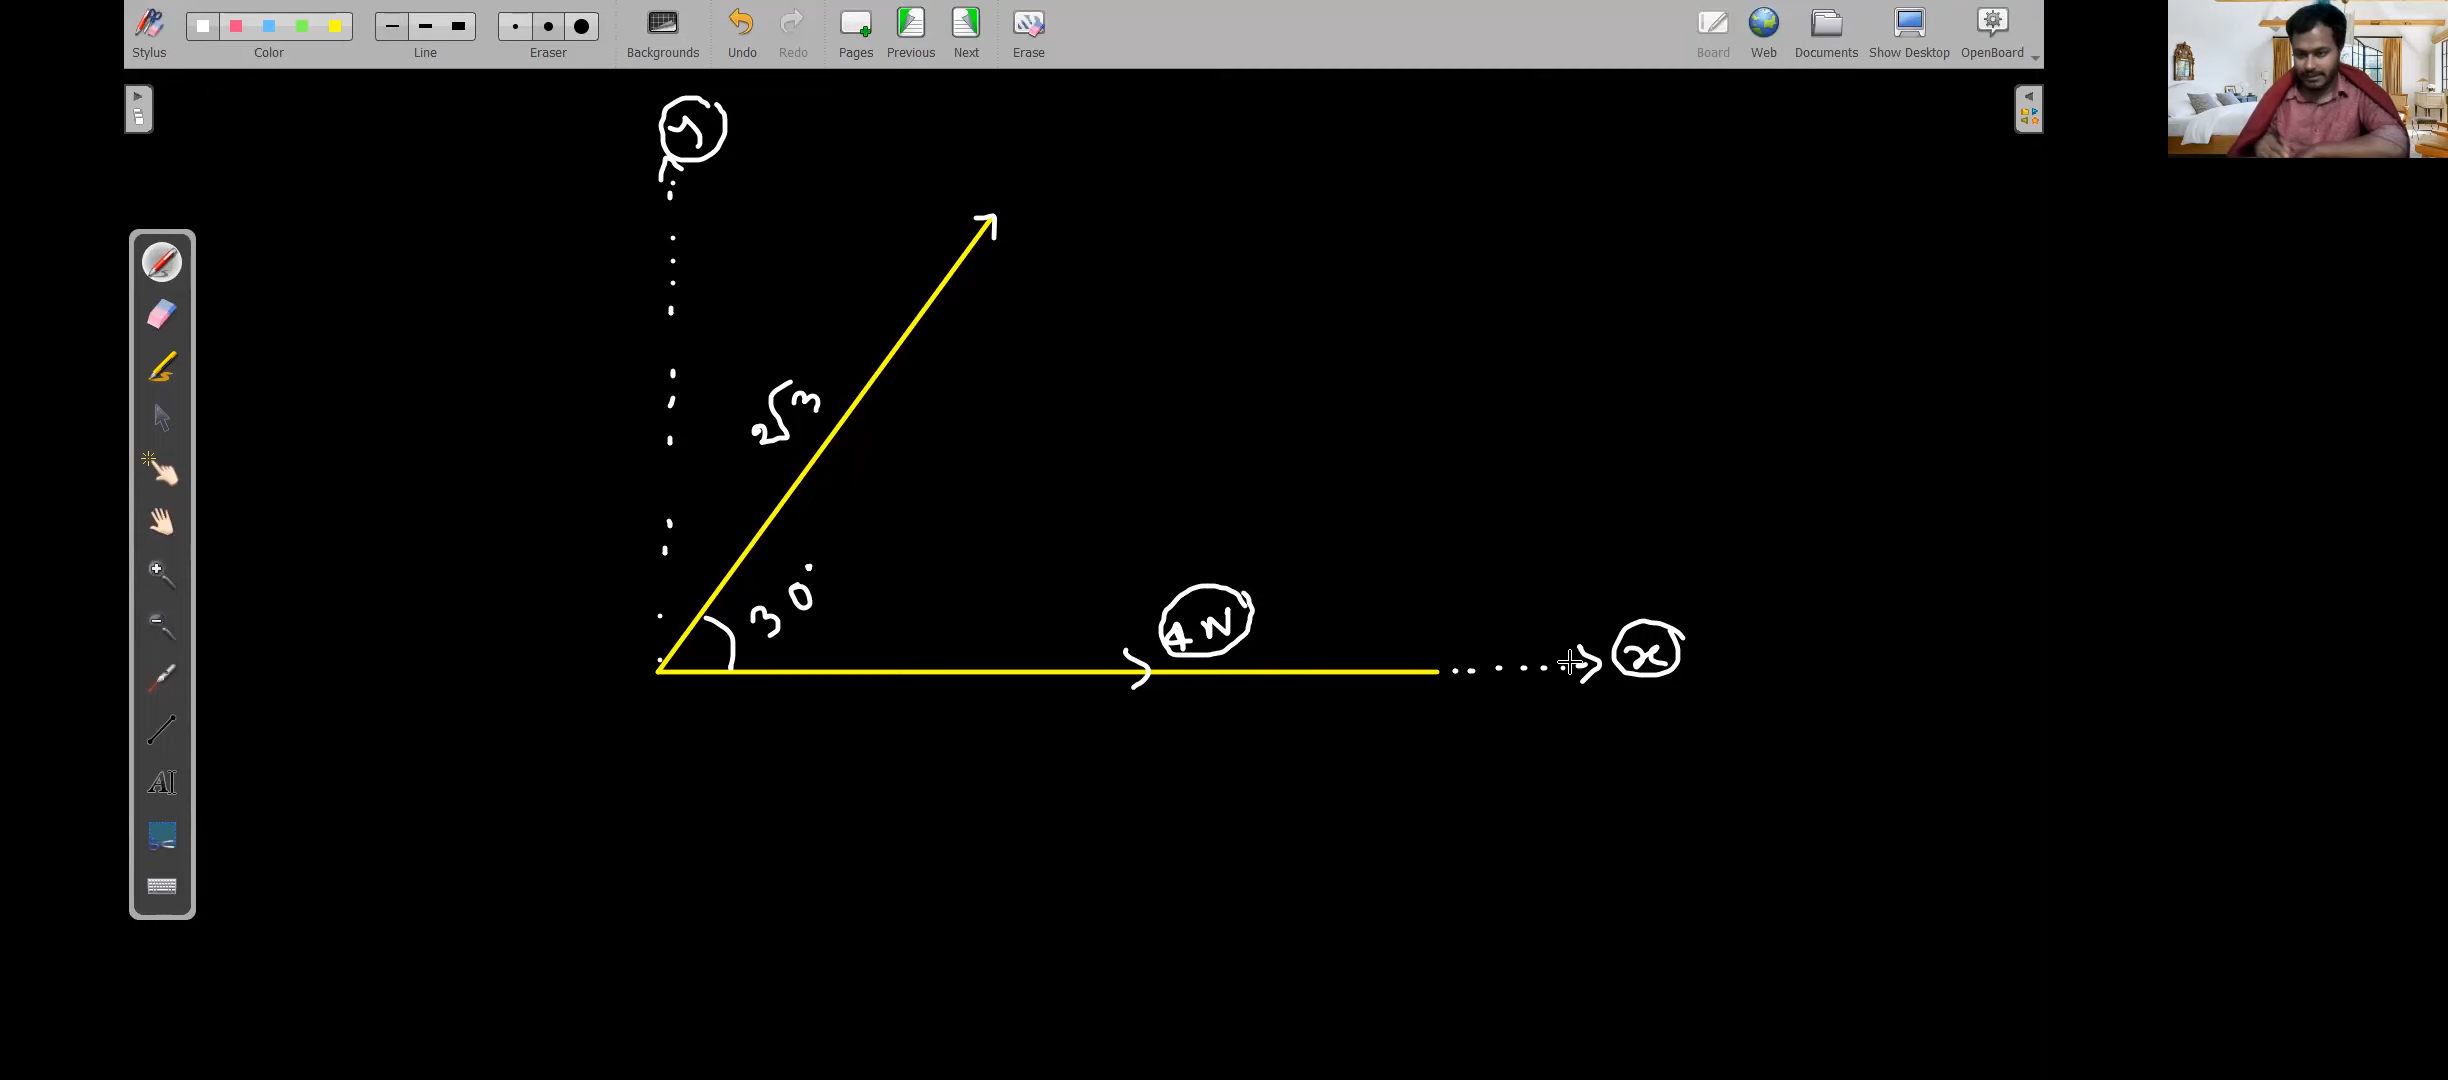 Stylus Color Line Eraser Backgrounds Undo Redo Pages Previous Next Erase Board Web Documents Show Desktop OpenBoard
y
2√3
30°
4N
x
AI